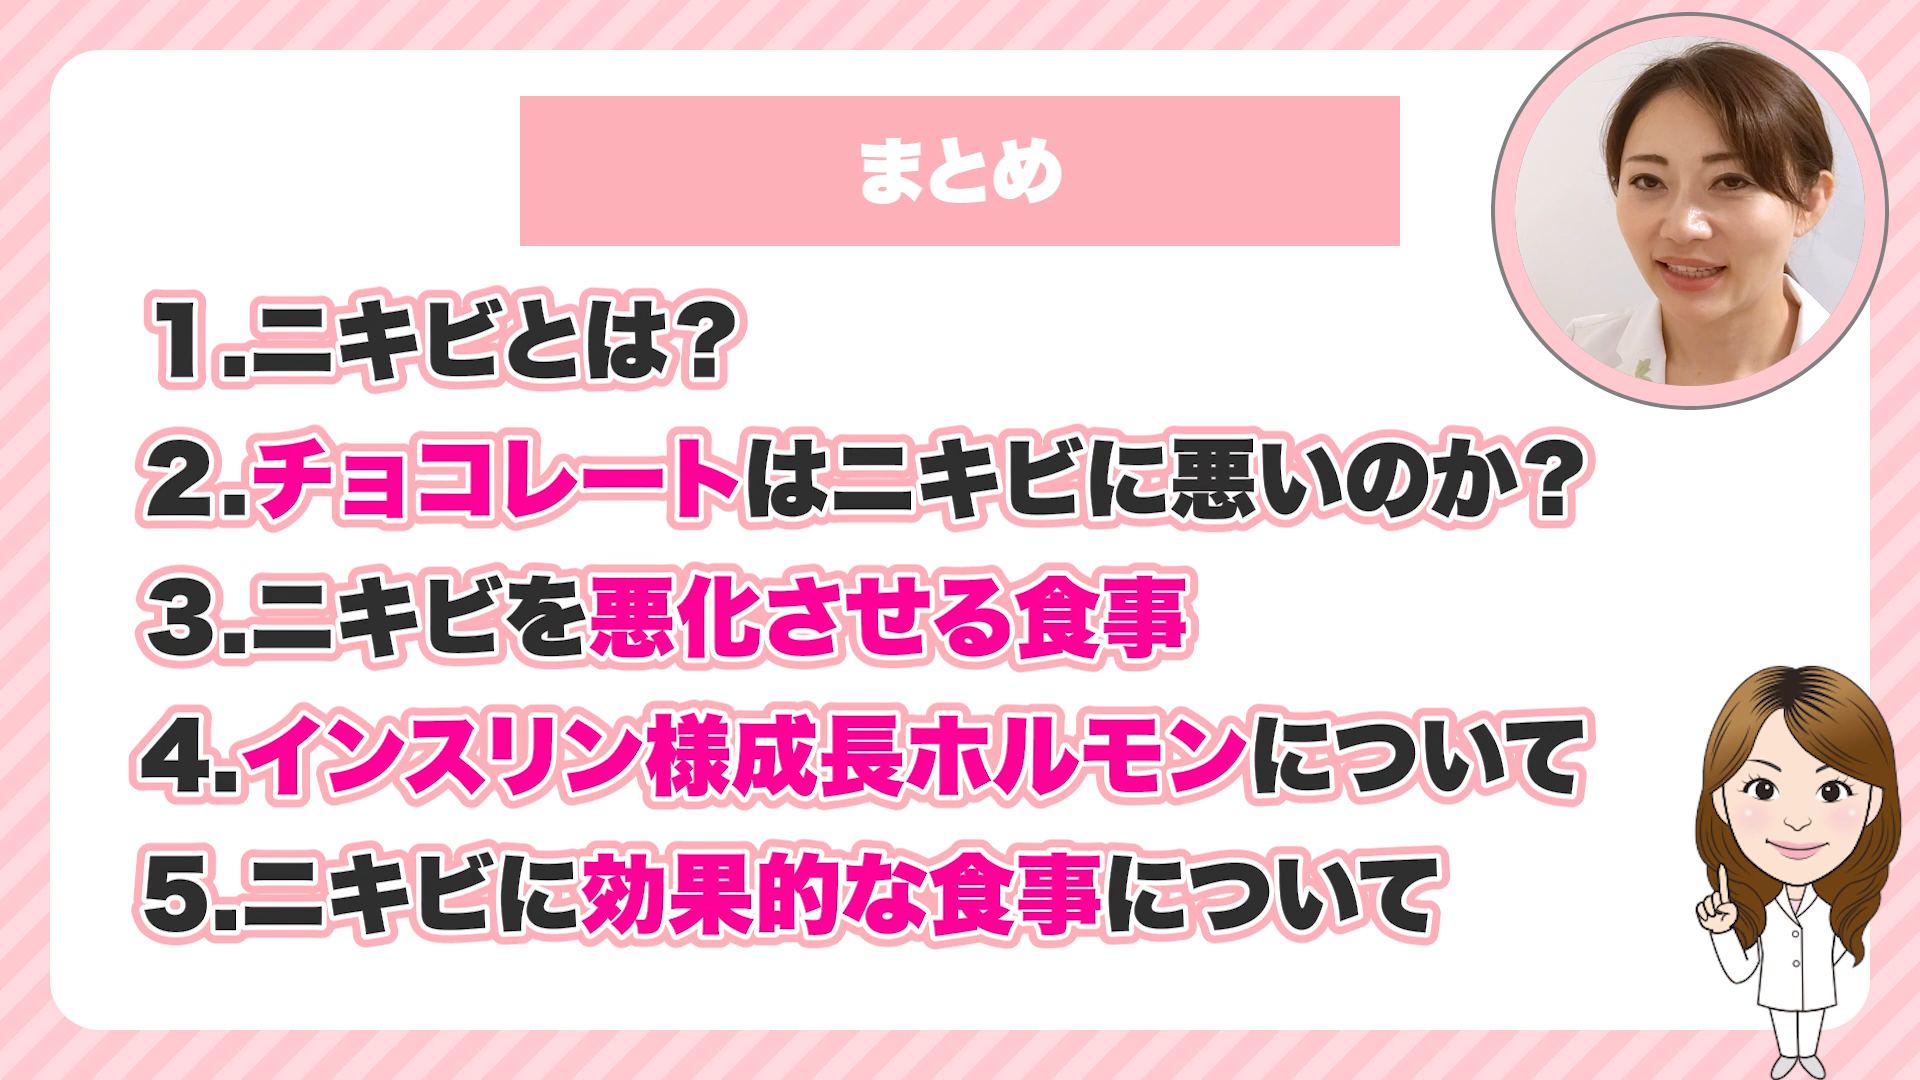 まとめ
1.ニキビとは？
2.チョコレートはニキビに悪いのか？
3.ニキビを悪化させる食事
4.インスリン様成長ホルモンについて
5.ニキビに効果的な食事について